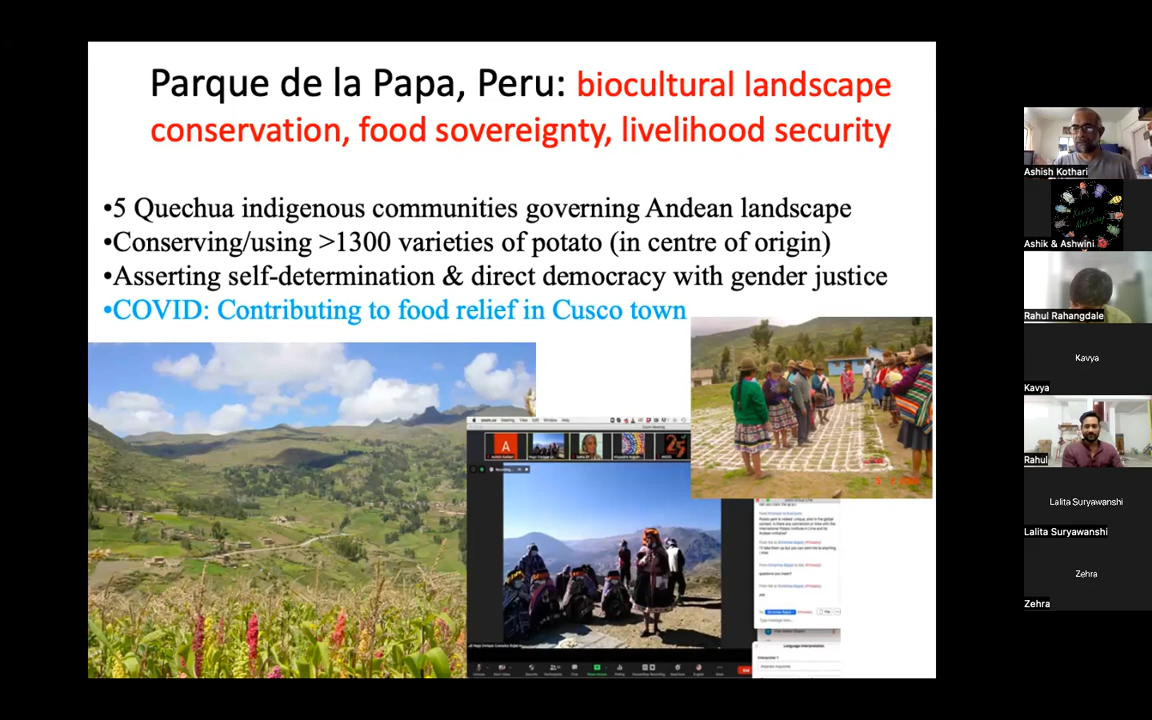 Parque de la Papa, Peru: biocultural landscape
conservation, food sovereignty, livelihood security
•5 Quechua indigenous communities governing Andean landscape
•Conserving/using >1300 varieties of potato (in centre of origin)
•Asserting self-determination & direct democracy with gender justice
•COVID: Contributing to food relief in Cusco town
A
Ashish Kothari
Ashik & Ashwini
Rahul Rahangdale
Kavya
Kavya
Rahul
Lalita Suryawanshi
Lalita Suryawanshi
Zehra
Zehra